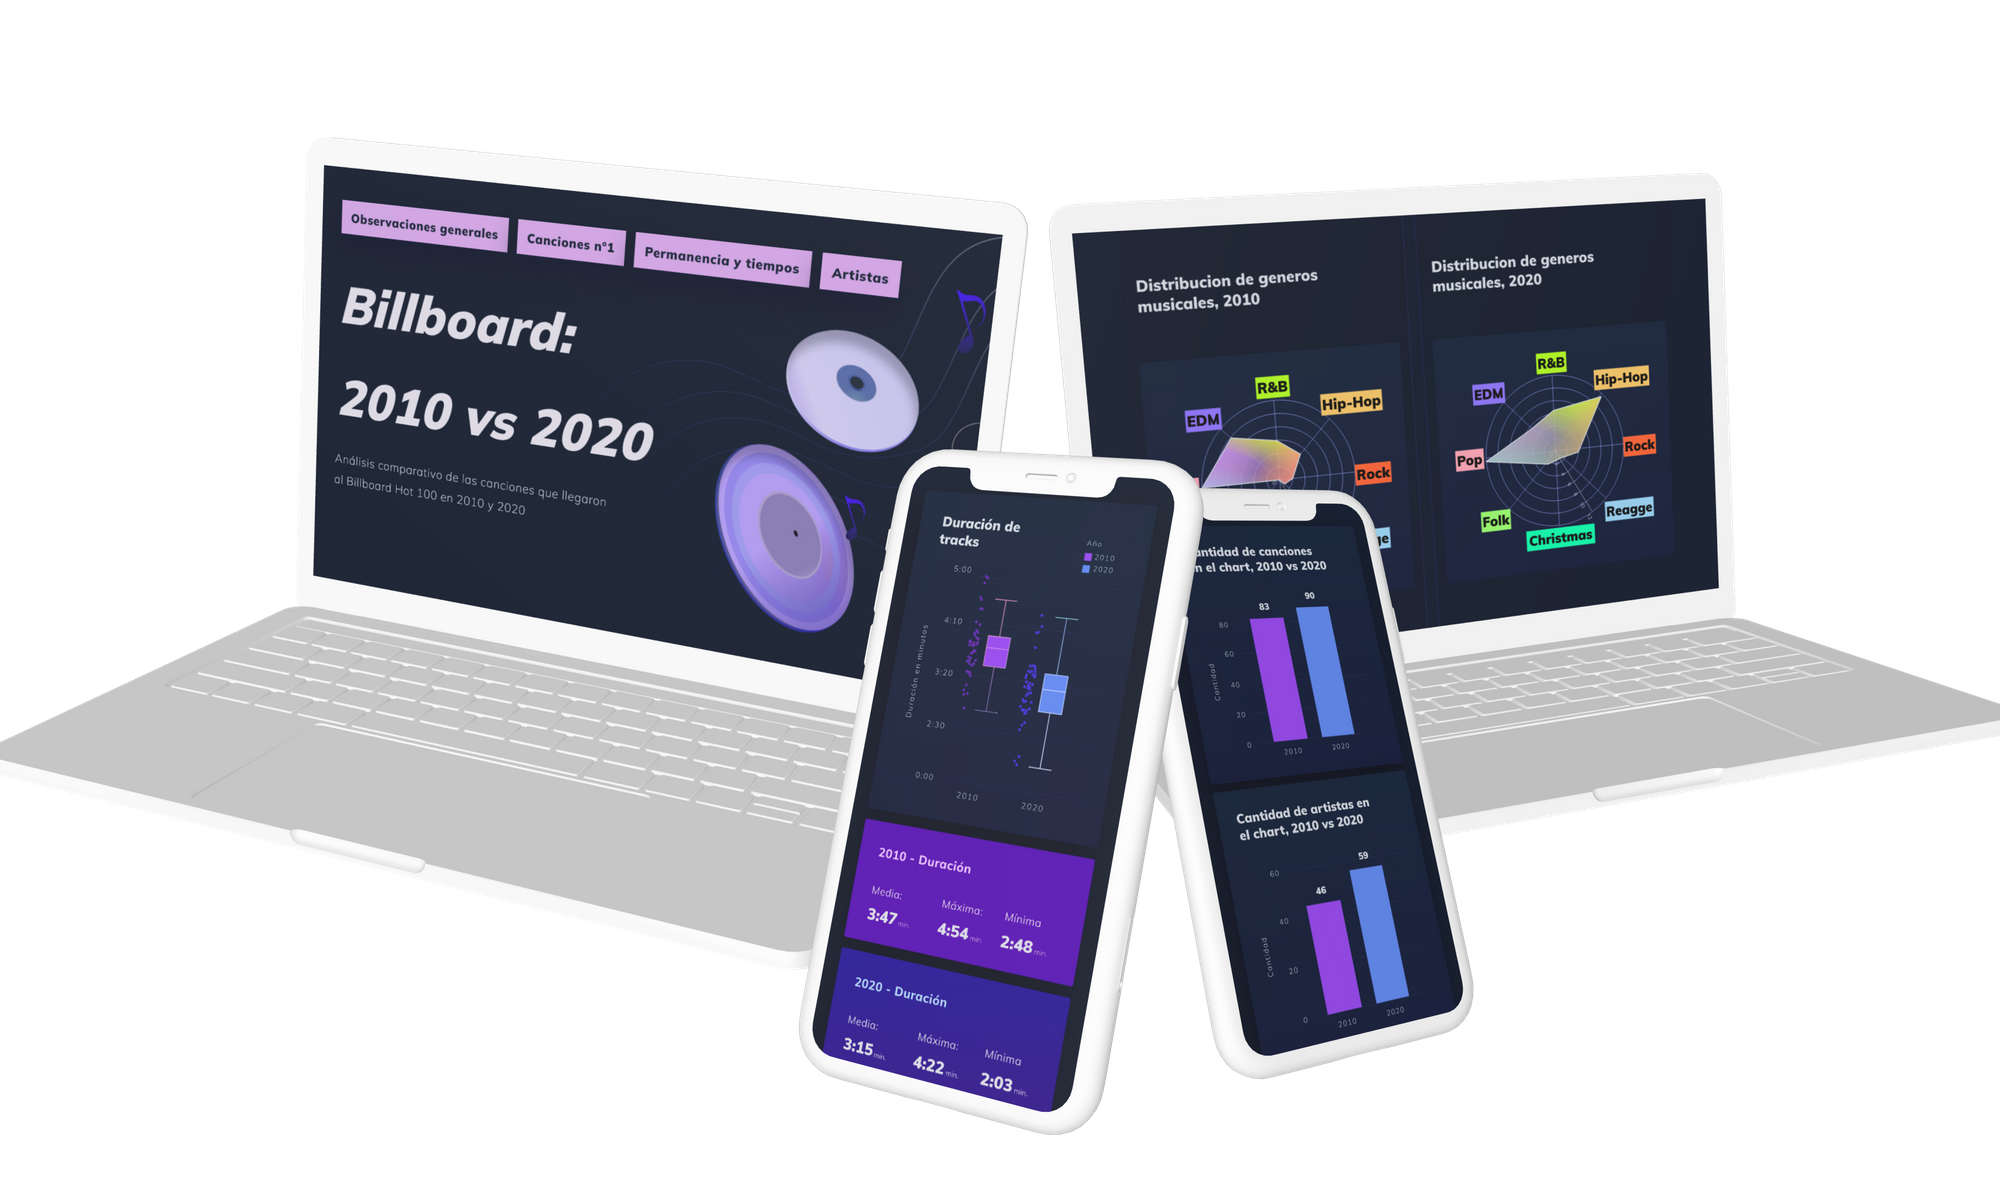 Observaciones generales
Canciones n°1
Permanencia y tiempos
Artistas
Billboard:
2010 vs 2020
Análisis comparativo de las canciones que llegaron
al Billboard Hot 100 en 2010 y 2020
Distribucion de generos
musicales, 2010
R&B
Hip-Hop
EDM
Rock
ge
Distribucion de generos
musicales, 2020
R&B
Hip-Hop
EDM
Rock
Pop
Reagge
Folk
Christmas
Duración de
tracks
Año
2010
2020
5:00
4:10
3:20
2:30
0:00
Duración en minutos
2010
2020
2010 - Duración
Media:
Máxima:
Mínima
3:47 min.
4:54 min.
2:48 min.
2020 - Duración
Media:
Máxima:
Mínima
3:15 min.
4:22 min.
2:03 min.
antidad de canciones
n el chart, 2010 vs 2020
83
90
80
60
40
20
0
Cantidad
2010
2020
Cantidad de artistas en
el chart, 2010 vs 2020
46
59
60
40
20
0
Cantidad
2010
2020